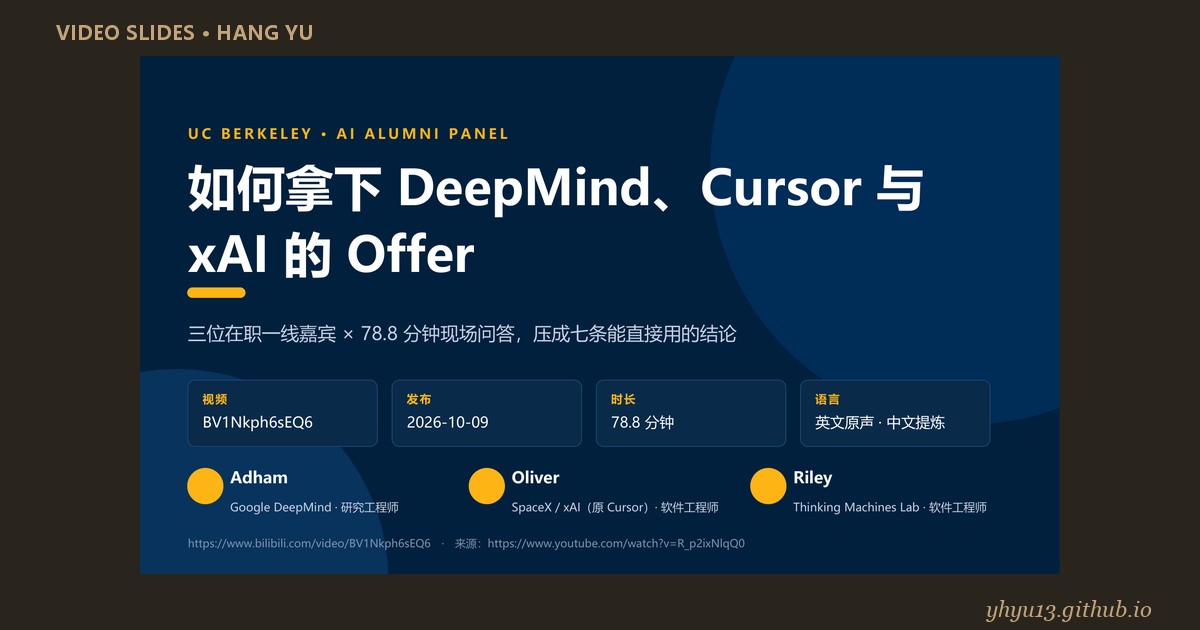 VIDEO SLIDES • HANG YU
UC BERKELEY • AI ALUMNI PANEL
如何拿下 DeepMind、Cursor 与
xAI 的 Offer
三位在职一线嘉宾 × 78.8 分钟现场问答，压成七条能直接用的结论
视频
BV1Nkph6sEQ6
发布
2026-10-09
时长
78.8 分钟
语言
英文原声 · 中文提炼
Adham
Google DeepMind · 研究工程师
Oliver
SpaceX / xAI（原 Cursor）· 软件工程师
Riley
Thinking Machines Lab · 软件工程师
https://www.bilibili.com/video/BV1Nkph6sEQ6 · 来源：https://www.youtube.com/watch?v=R_p2ixNIqQ0
yhyu13.github.io